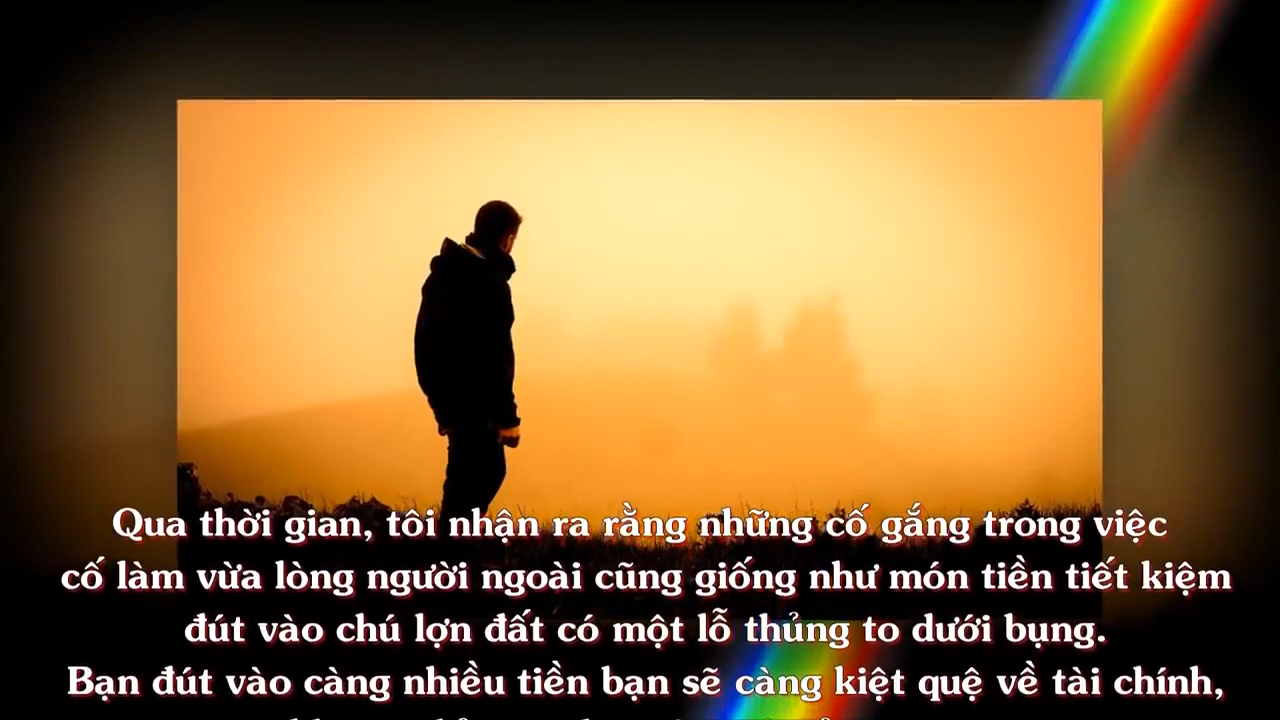 Qua thời gian, tôi nhận ra rằng những cố gắng trong việc
cố làm vừa lòng người ngoài cũng giống như món tiền tiết kiệm
đút vào chú lợn đất có một lỗ thủng to dưới bụng.
Bạn đút vào càng nhiều tiền bạn sẽ càng kiệt quệ về tài chính,